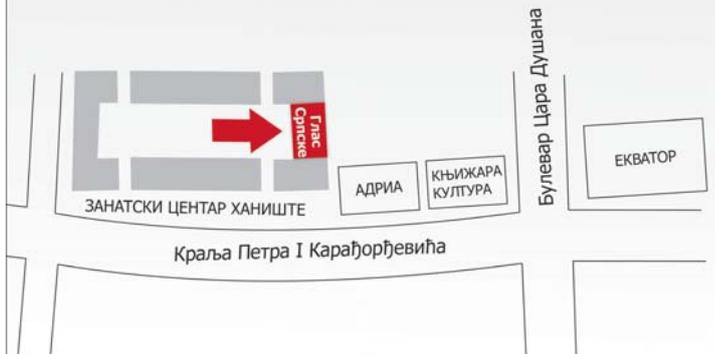 Булевар Цара Душана
Глас
Српске
ЕКВАТОР
АДРИА
КЊИЖАРА
КУЛТУРА
ЗАНАТСКИ ЦЕНТАР ХАНИШТЕ
Краља Петра I Карађорђевића